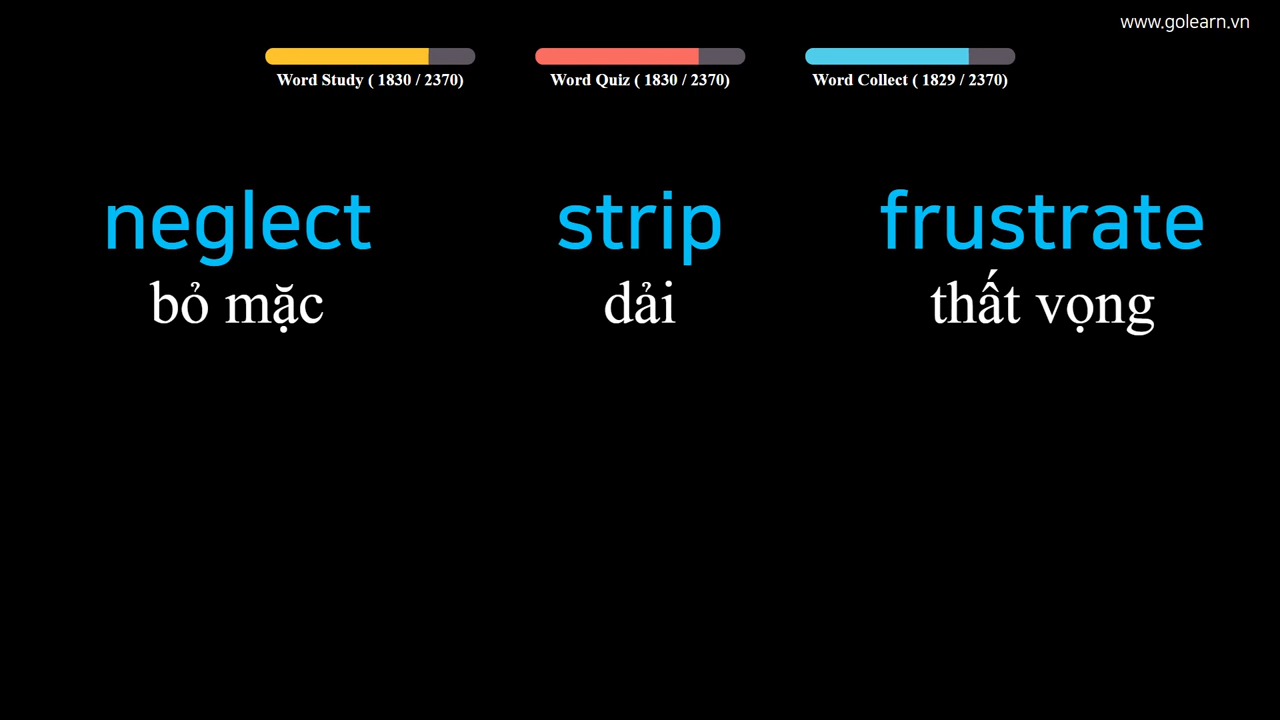 www.golearn.vn
Word Study ( 1830 / 2370) Word Quiz ( 1830 / 2370) Word Collect ( 1829 / 2370)
neglect strip frustrate
bỏ mặc dải thất vọng